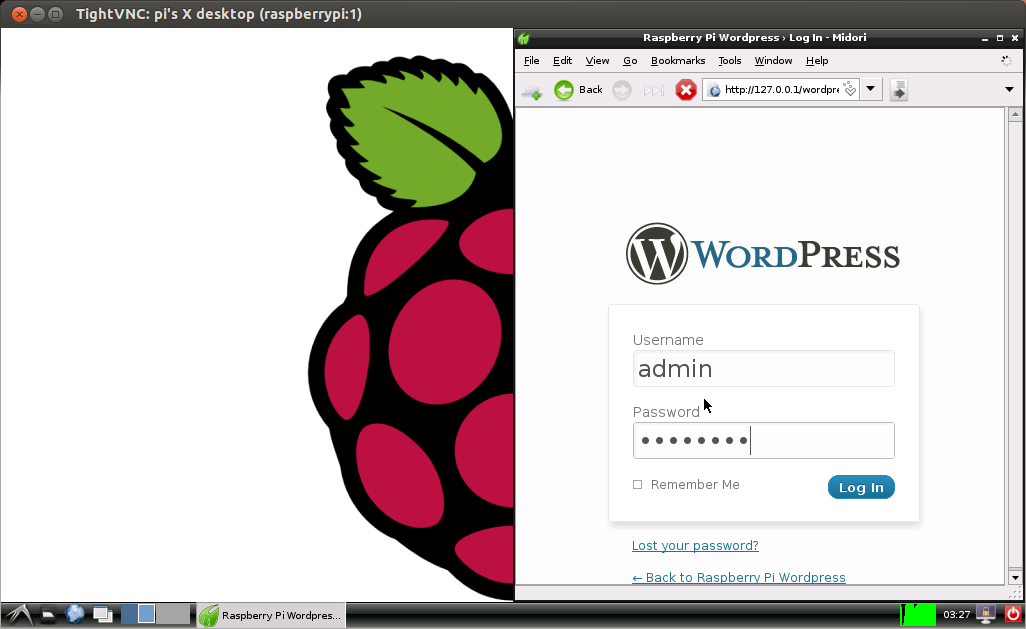 TightVNC: pi's X desktop (raspberrypi:1)
Raspberry Pi Wordpress › Log In - Midori
File Edit View Go Bookmarks Tools Window Help
Back http://127.0.0.1/wordpre
WORDPRESS
Username
admin
Password
Remember Me Log In
Lost your password?
← Back to Raspberry Pi Wordpress
Raspberry Pi Wordpres... 03:27